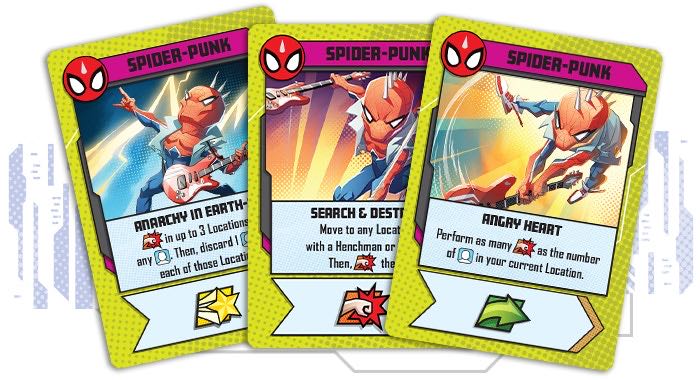 SPIDER-PUNK
ANARCHY IN EARTH-
in up to 3 Locations
any . Then, discard 1
each of those Locatio
SPIDER-PUNK
SEARCH & DESTR
Move to any Locat
with a Henchman or
Then, the
SPIDER-PUNK
ANGRY HEART
Perform as many as the number
of in your current Location.